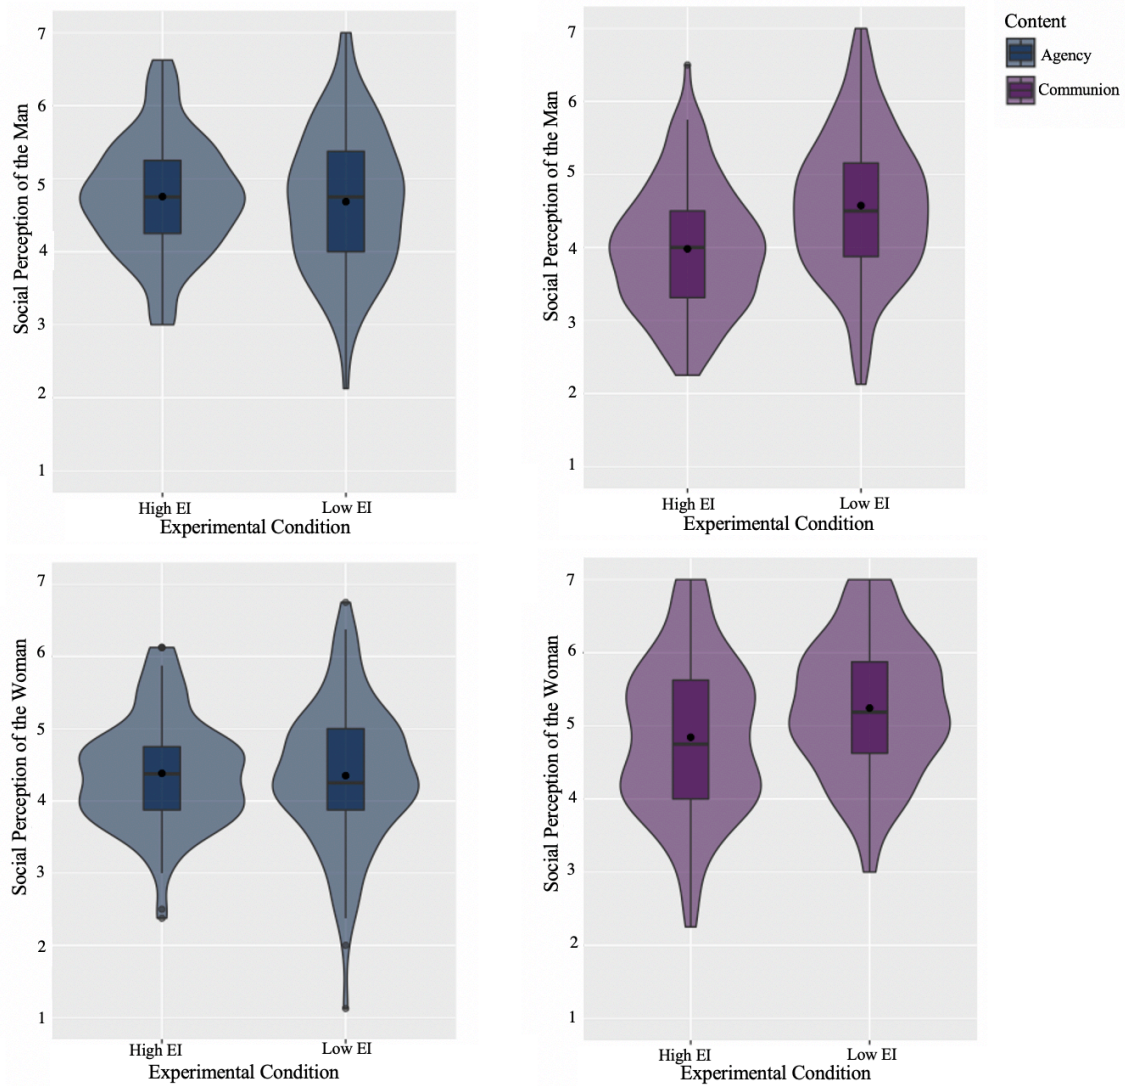 Social Perception of the Man
7
6
5
4
3
2
1
High EI
Low EI
Experimental Condition
Social Perception of the Man
7
6
5
4
3
2
1
High EI
Low EI
Experimental Condition
Content
Agency
Communion
Social Perception of the Woman
7
6
5
4
3
2
1
High EI
Low EI
Experimental Condition
Social Perception of the Woman
7
6
5
4
3
2
1
High EI
Low EI
Experimental Condition